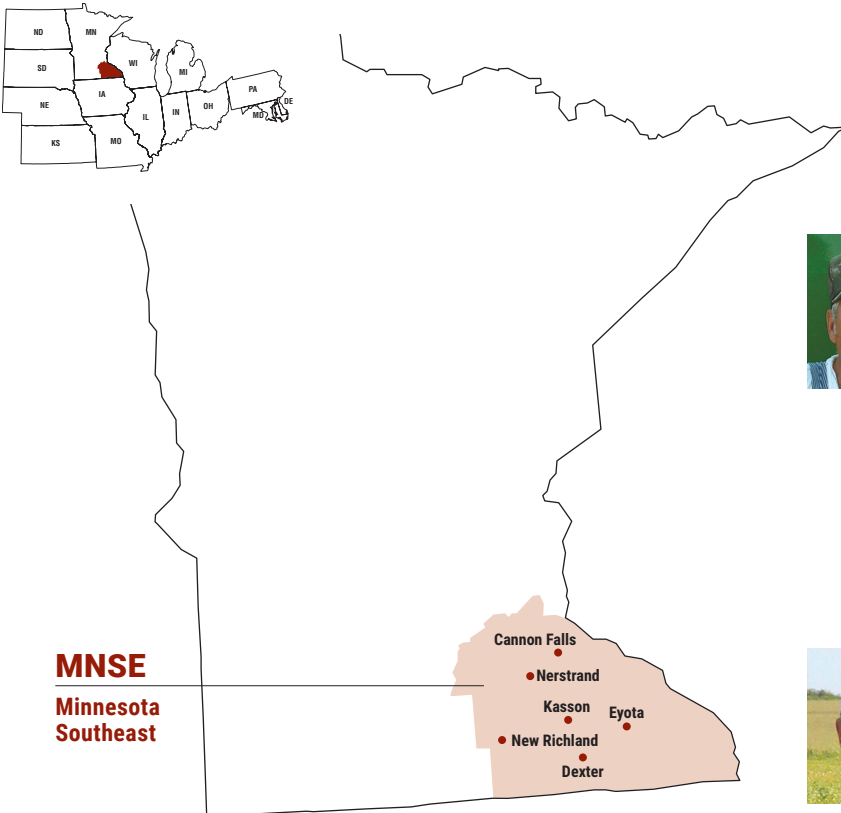 ND
MN
SD
WI
MI
NE
IA
PA
IL
IN
OH
DE
MD
KS
MO
Cannon Falls
Nerstrand
MNSE
Kasson
Eyota
Minnesota
Southeast
New Richland
Dexter